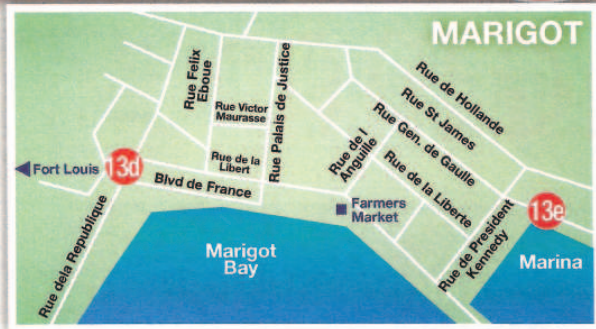 MARIGOT
Rue de Hollande
Rue St James
Rue Gen. de Gaulle
Rue Felix
Eboue
Rue Palais de Justice
Rue Victor
Maurasse
Rue de la
Libert
Rue de l
Anguille
Rue de la Liberte
Fort Louis
13d
Blvd de France
Farmers
Market
13e
Rue de President
Kennedy
Rue dela Republique
Marigot
Bay
Marina